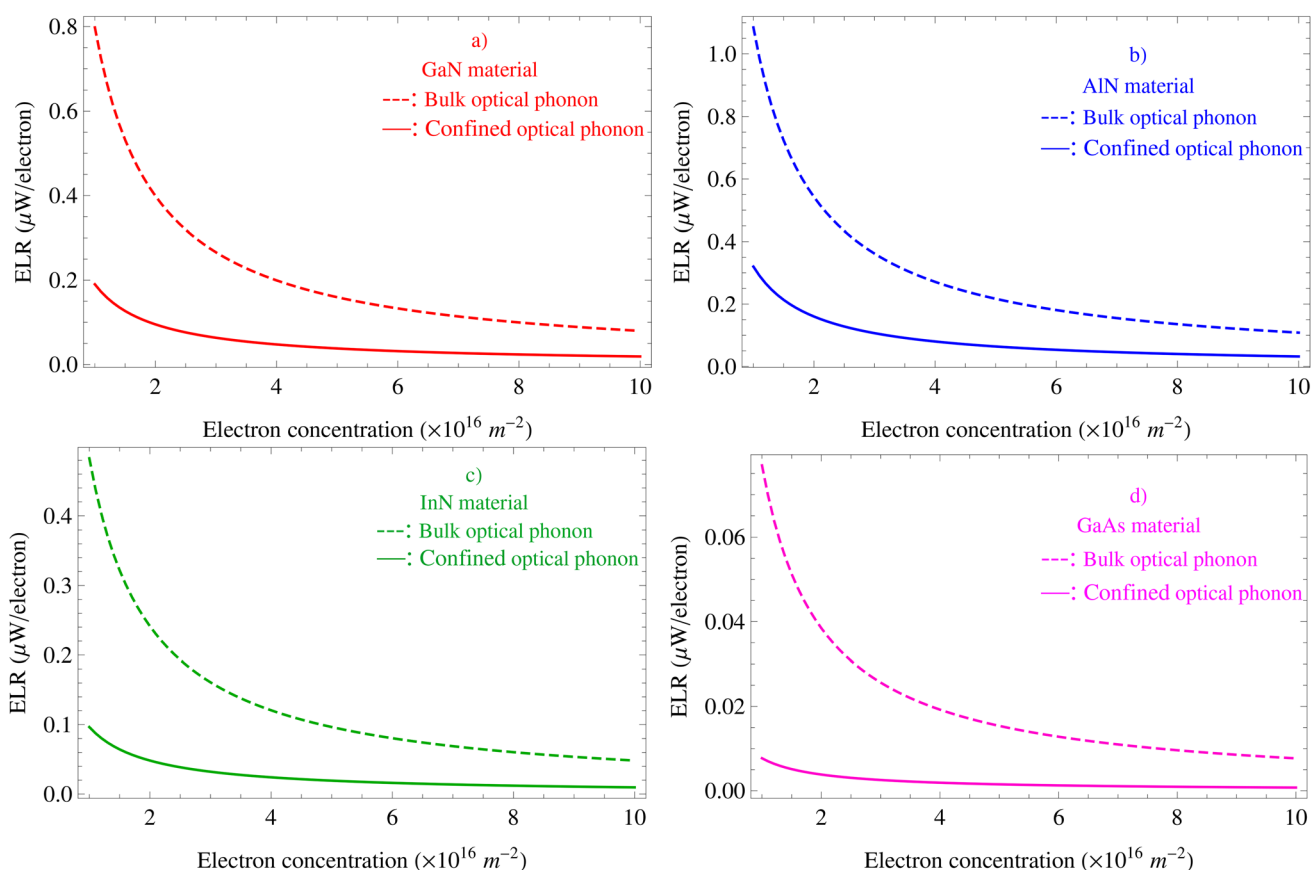 a)
GaN material
: Bulk optical phonon
: Confined optical phonon
ELR (μW/electron)
0.8
0.6
0.4
0.2
0.0
2 4 6 8 10
Electron concentration (×10¹⁶ m⁻²)
b)
AlN material
: Bulk optical phonon
: Confined optical phonon
ELR (μW/electron)
1.0
0.8
0.6
0.4
0.2
0.0
2 4 6 8 10
Electron concentration (×10¹⁶ m⁻²)
c)
InN material
: Bulk optical phonon
: Confined optical phonon
ELR (μW/electron)
0.4
0.3
0.2
0.1
0.0
2 4 6 8 10
Electron concentration (×10¹⁶ m⁻²)
d)
GaAs material
: Bulk optical phonon
: Confined optical phonon
ELR (μW/electron)
0.06
0.04
0.02
0.00
2 4 6 8 10
Electron concentration (×10¹⁶ m⁻²)